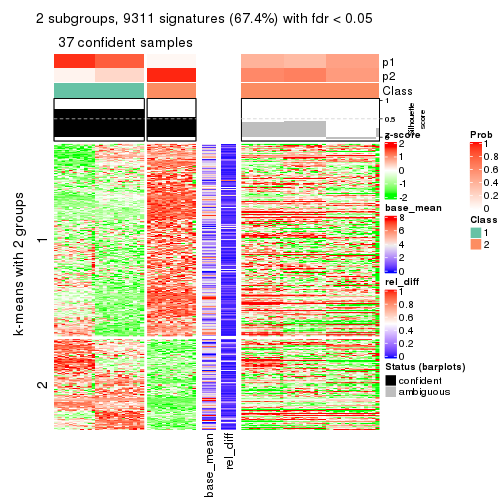 2 subgroups, 9311 signatures (67.4%) with fdr < 0.05
37 confident samples
p1
p2
Class
1
0.5
0
Silhouette
score
k-means with 2 groups
1
2
base_mean
rel_diff
z-score
2
1
0
-1
-2
base_mean
8
6
4
2
0
rel_diff
1
0.8
0.6
0.4
0.2
0
Status (barplots)
confident
ambiguous
Prob
1
0.8
0.6
0.4
0.2
0
Class
1
2